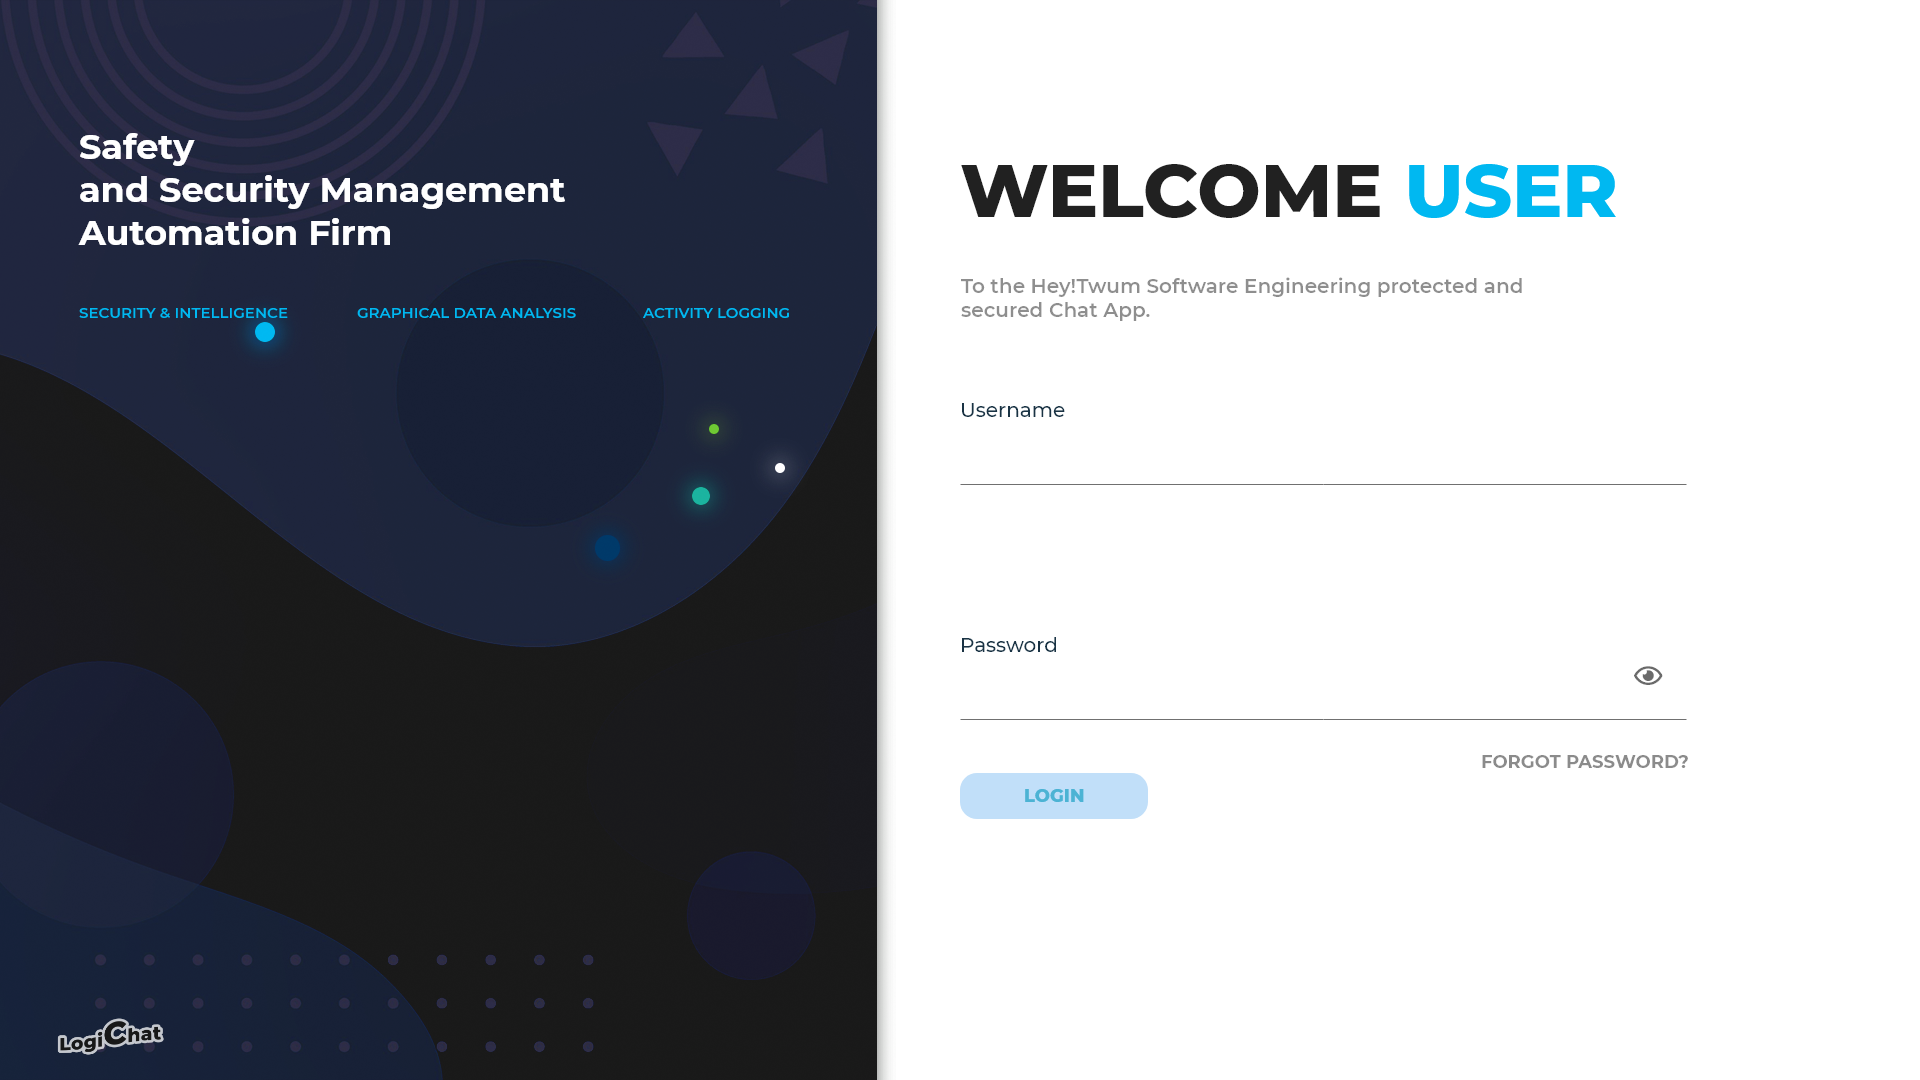 Safety
and Security Management
Automation Firm
SECURITY & INTELLIGENCE
GRAPHICAL DATA ANALYSIS
ACTIVITY LOGGING
LogiChat
WELCOME USER
To the Hey!Twum Software Engineering protected and
secured Chat App.
Username
Password
FORGOT PASSWORD?
LOGIN